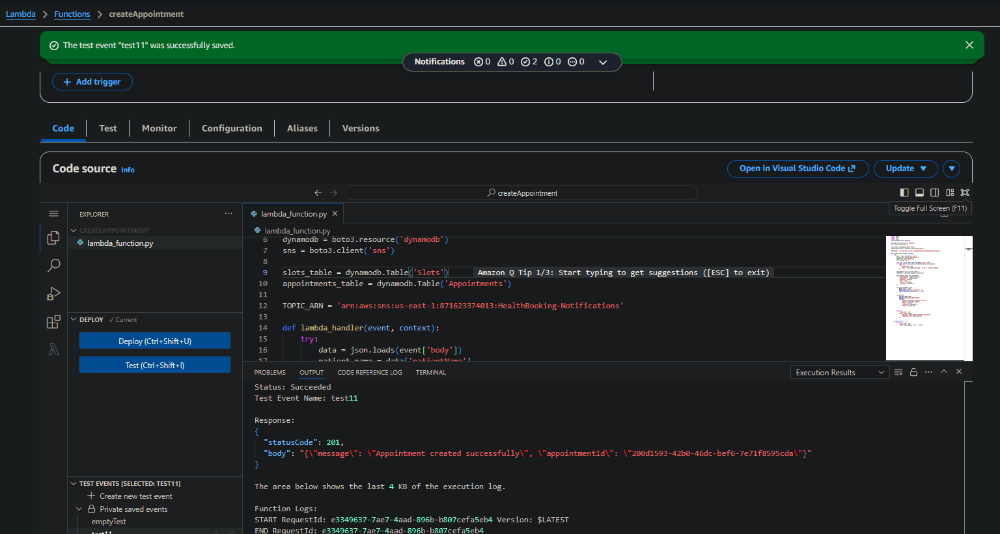 Lambda > Functions > createAppointment
The test event "test11" was successfully saved.
Notifications 0 0 2 0 0
Add trigger
Code Test Monitor Configuration Aliases Versions
Code source Info Open in Visual Studio Code Update
createAppointment
Toggle Full Screen (F11)
EXPLORER ...
CREATEAPPOINTMENT
lambda_function.py
DEPLOY ✓ Current
Deploy (Ctrl+Shift+U)
Test (Ctrl+Shift+I)
TEST EVENTS [SELECTED: TEST11]
Create new test event
Private saved events
emptyTest
test11
lambda_function.py
lambda_function.py
6 dynamodb = boto3.resource('dynamodb')
7 sns = boto3.client('sns')
8
9 slots_table = dynamodb.Table('Slots') Amazon Q Tip 1/3: Start typing to get suggestions ([ESC] to exit)
10 appointments_table = dynamodb.Table('Appointments')
11
12 TOPIC_ARN = 'arn:aws:sns:us-east-1:871623374013:HealthBooking-Notifications'
13
14 def lambda_handler(event, context):
15 try:
16 data = json.loads(event['body'])
17 patient_name = data['patientName']
PROBLEMS OUTPUT CODE REFERENCE LOG TERMINAL Execution Results
Status: Succeeded
Test Event Name: test11
Response:
{
"statusCode": 201,
"body": "{\"message\": \"Appointment created successfully\", \"appointmentId\": \"200d1593-42b0-46dc-bef6-7e71f8595cda\"}"
}
The area below shows the last 4 KB of the execution log.
Function Logs:
START RequestId: e3349637-7ae7-4aad-896b-b807cefa5eb4 Version: $LATEST
END RequestId: e3349637-7ae7-4aad-896b-b807cefa5eb4